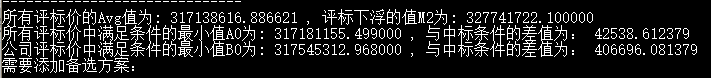 ------------------------------
所有评标价的Avg值为: 317138616.886621 , 评标下浮的值M2为: 327741722.100000
所有评标价中满足条件的最小值A0为: 317181155.499000 , 与中标条件的差值为： 42538.612379
公司评标价中满足条件的最小值B0为: 317545312.968000 , 与中标条件的差值为： 406696.081379
需要添加备选方案: